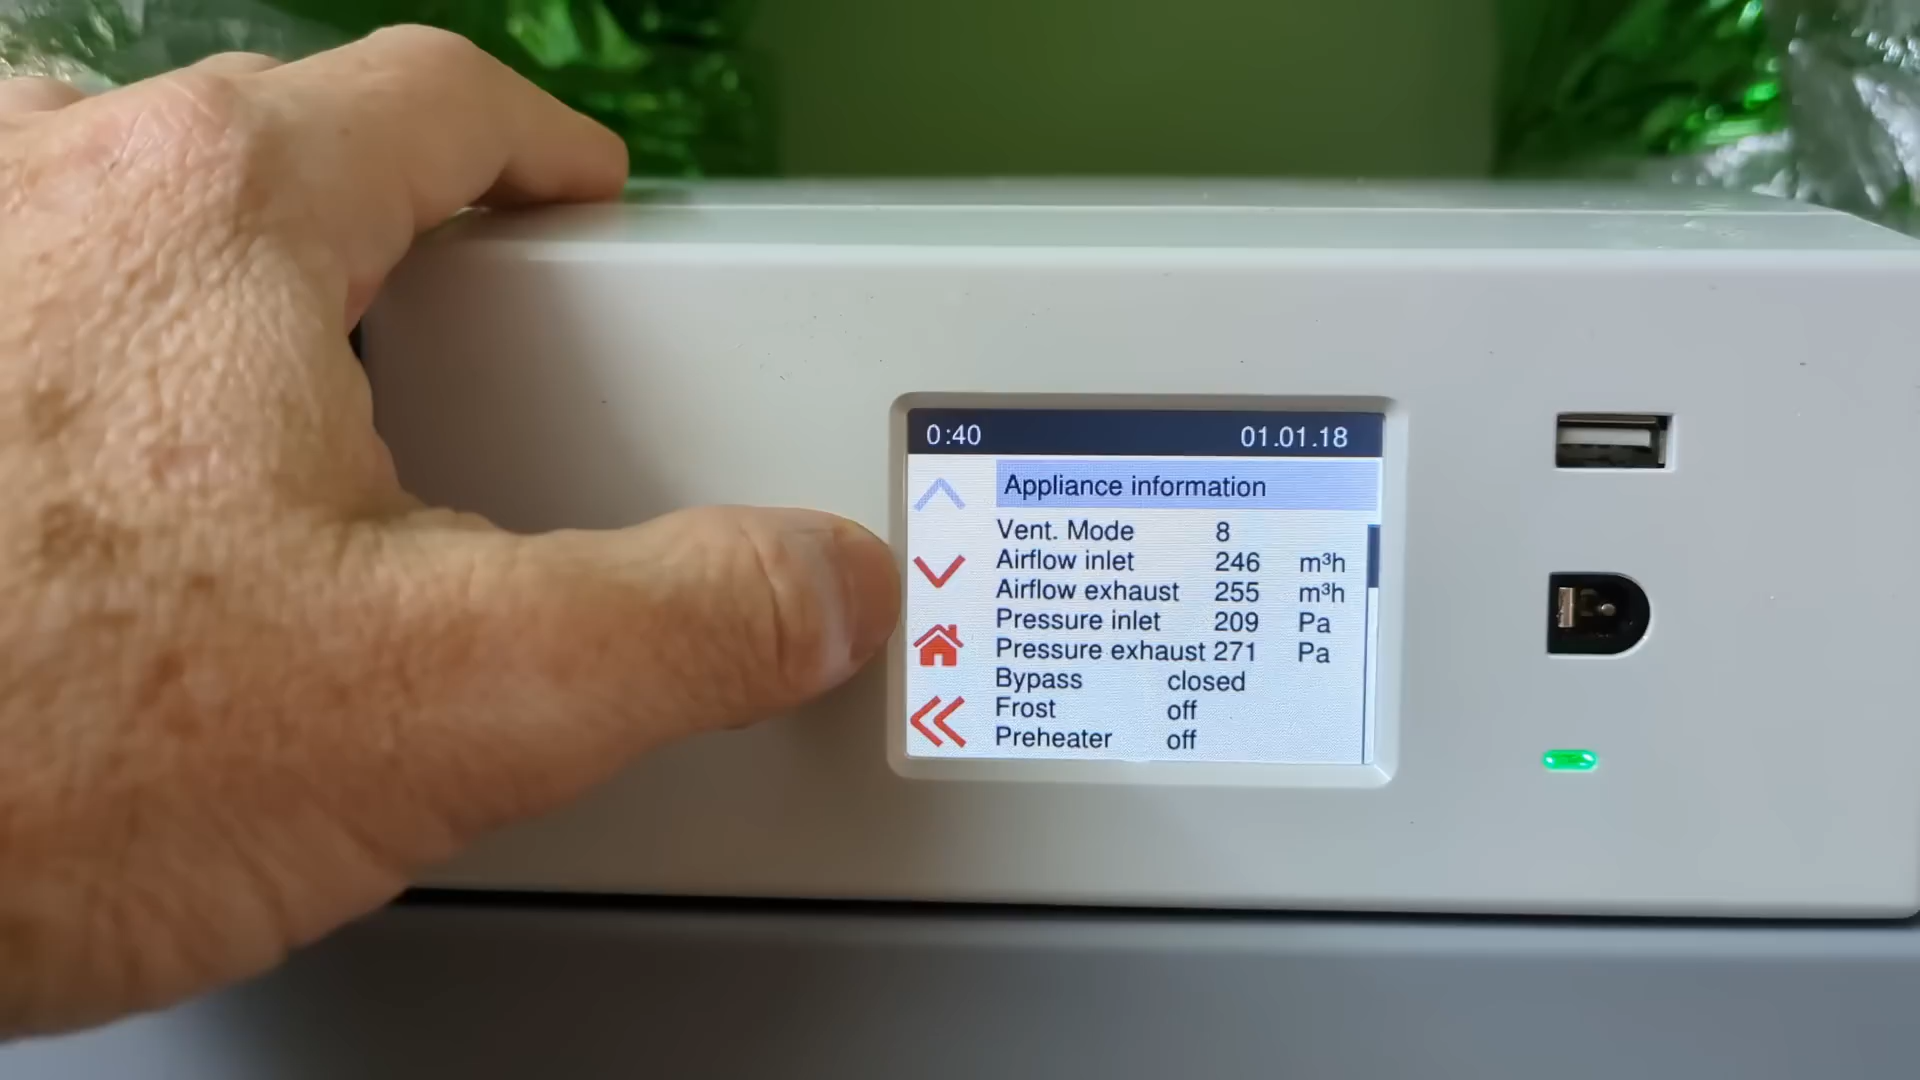 0:40 01.01.18
Appliance information
Vent. Mode 8
Airflow inlet 246 m³h
Airflow exhaust 255 m³h
Pressure inlet 209 Pa
Pressure exhaust 271 Pa
Bypass closed
Frost off
Preheater off